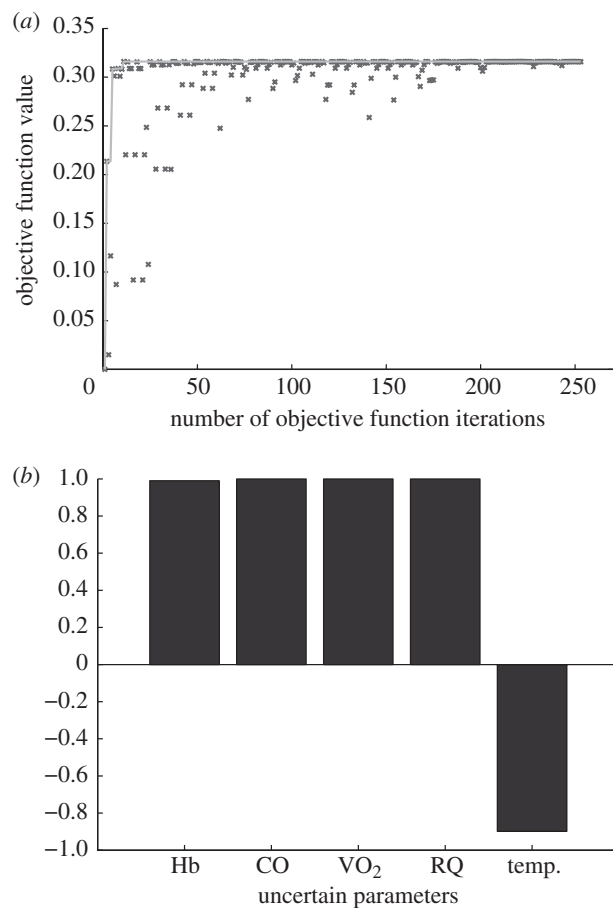 (a)
0.35
0.30
0.25
0.20
0.15
0.10
0.05
0 50 100 150 200 250
objective function value
number of objective function iterations
(b)
1.0
0.8
0.6
0.4
0.2
0
−0.2
−0.4
−0.6
−0.8
−1.0
Hb CO VO₂ RQ temp.
uncertain parameters